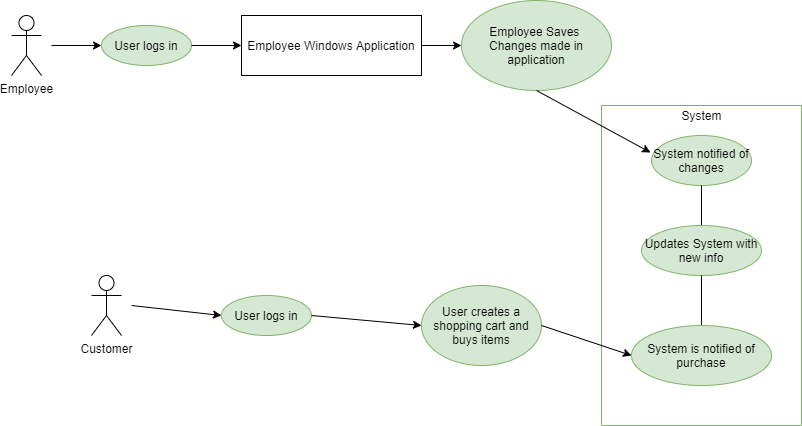 Employee
User logs in
Employee Windows Application
Employee Saves
Changes made in
application
System
System notified of
changes
Updates System with
new info
Customer
User logs in
User creates a
shopping cart and
buys items
System is notified of
purchase